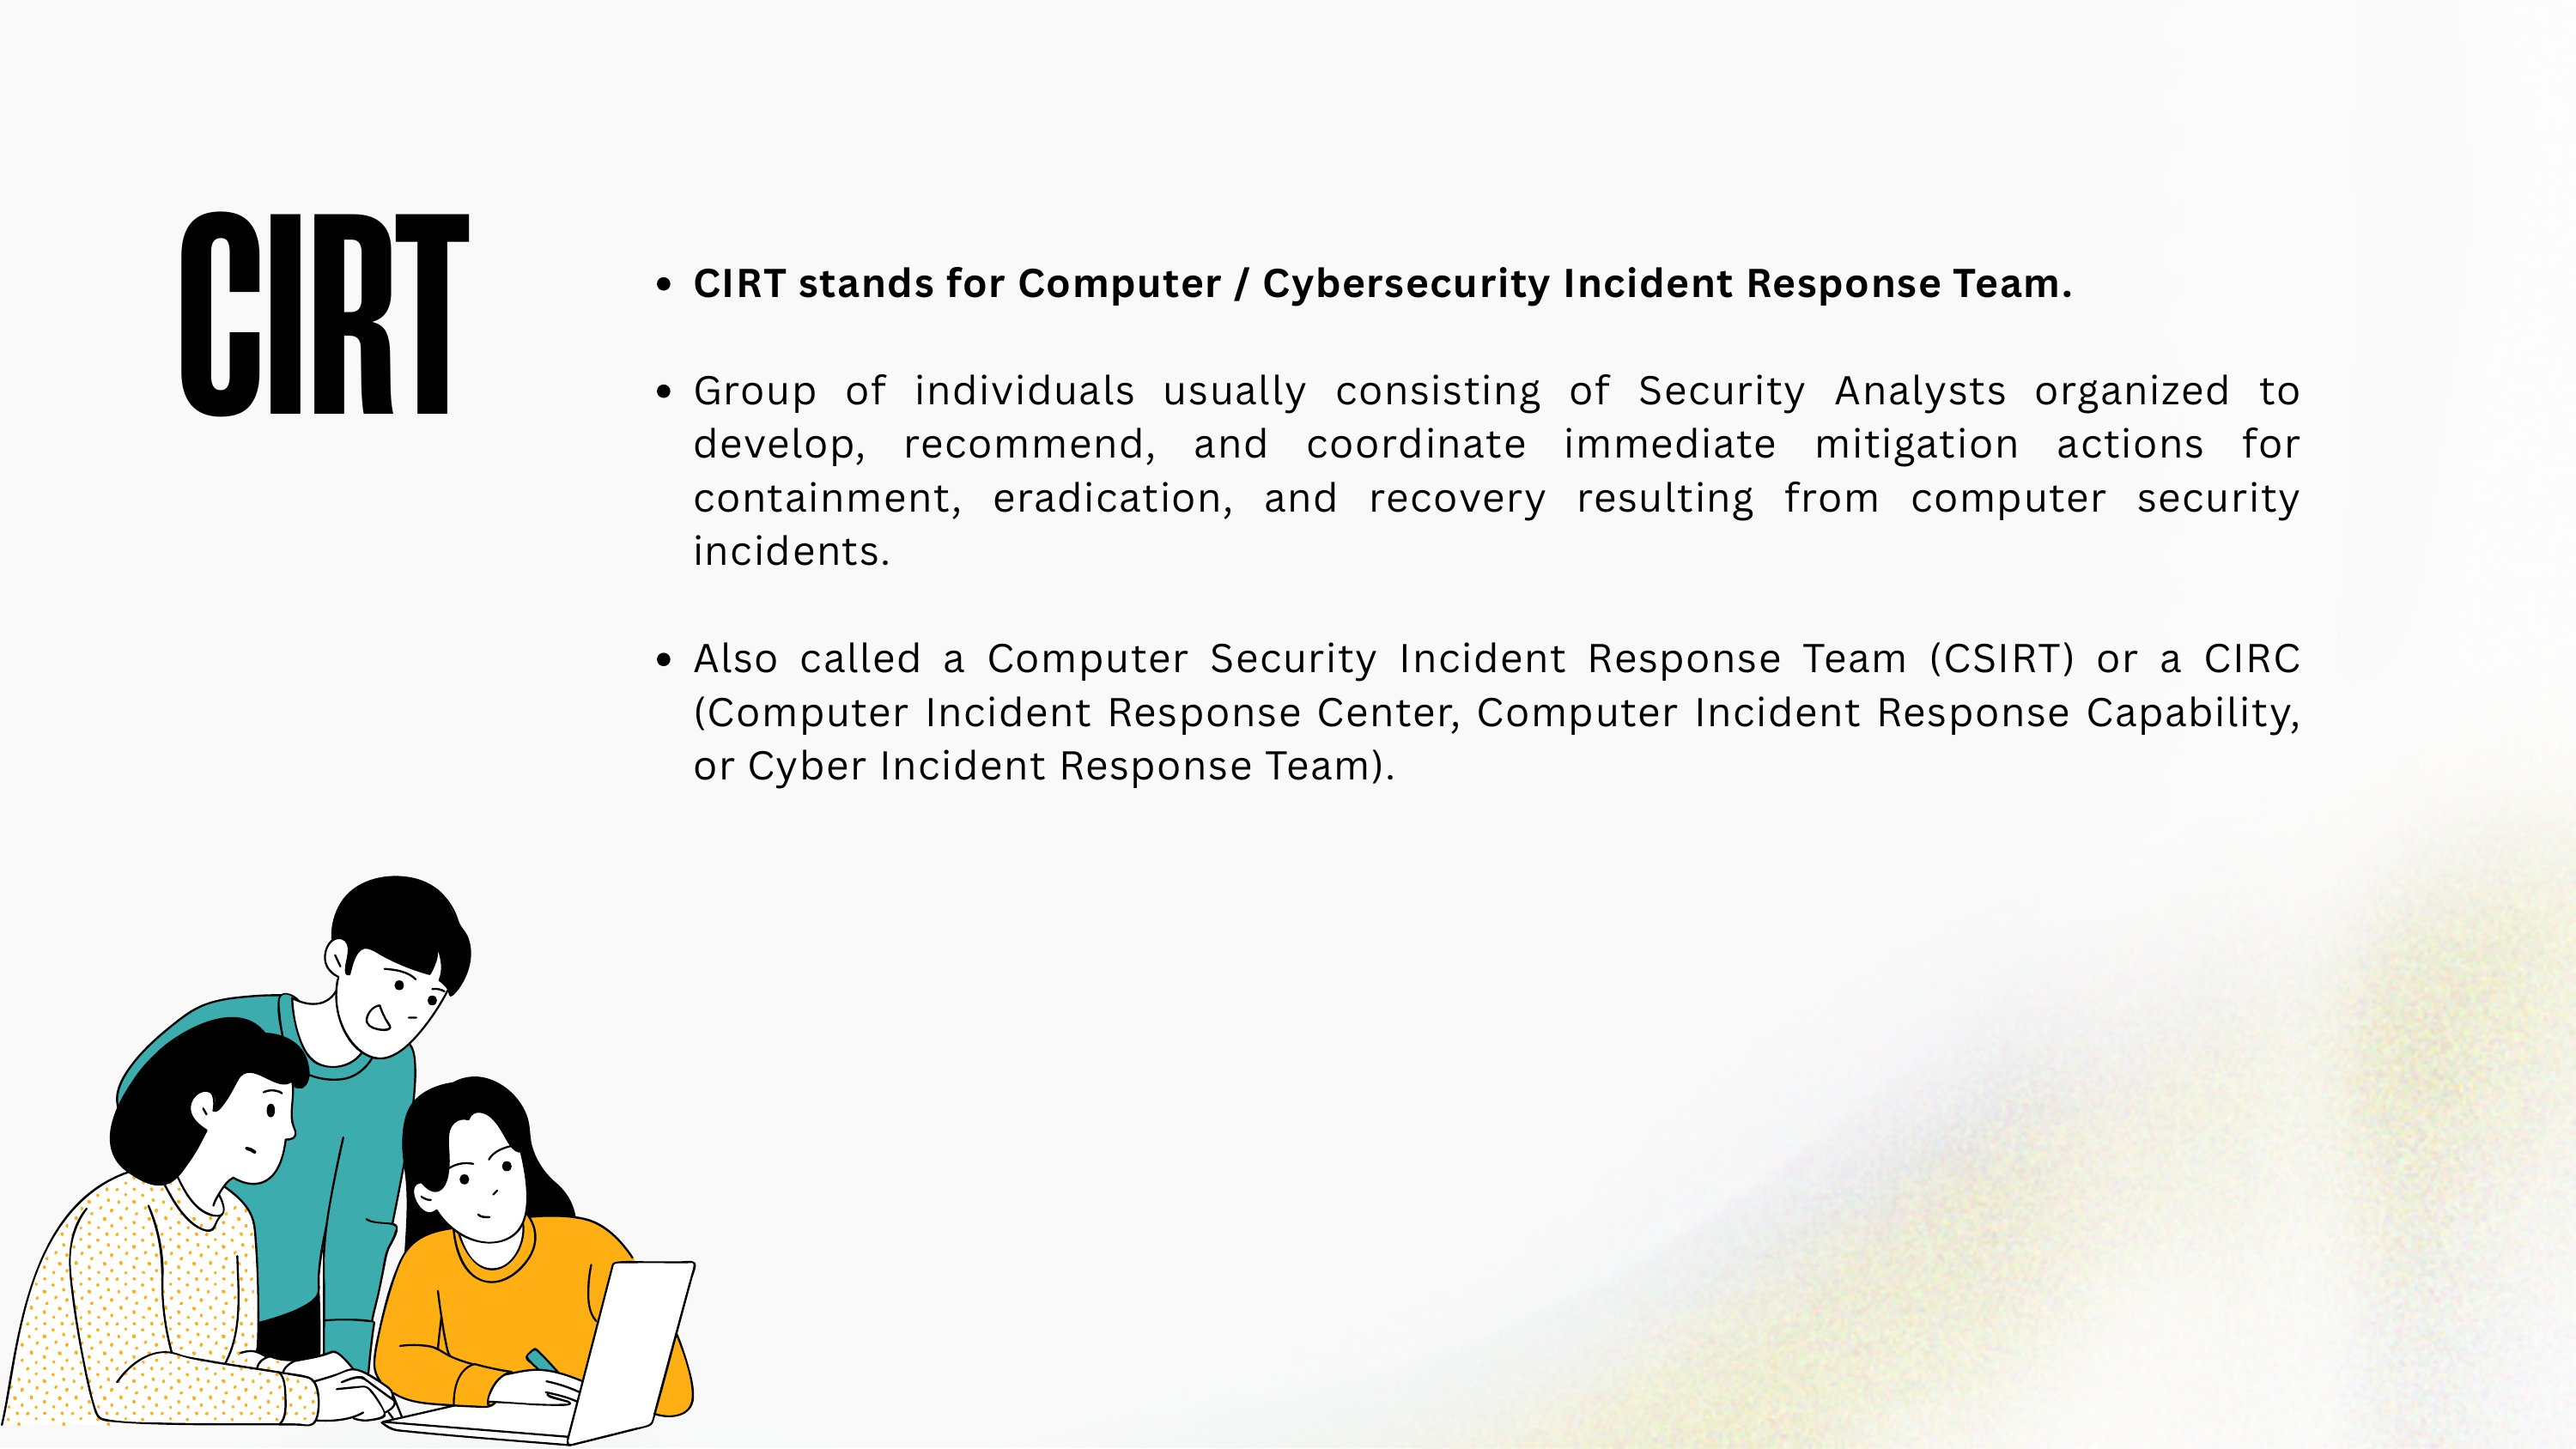 CIRT
• CIRT stands for Computer / Cybersecurity Incident Response Team.
• Group of individuals usually consisting of Security Analysts organized to
develop, recommend, and coordinate immediate mitigation actions for
containment, eradication, and recovery resulting from computer security
incidents.
• Also called a Computer Security Incident Response Team (CSIRT) or a CIRC
(Computer Incident Response Center, Computer Incident Response Capability,
or Cyber Incident Response Team).